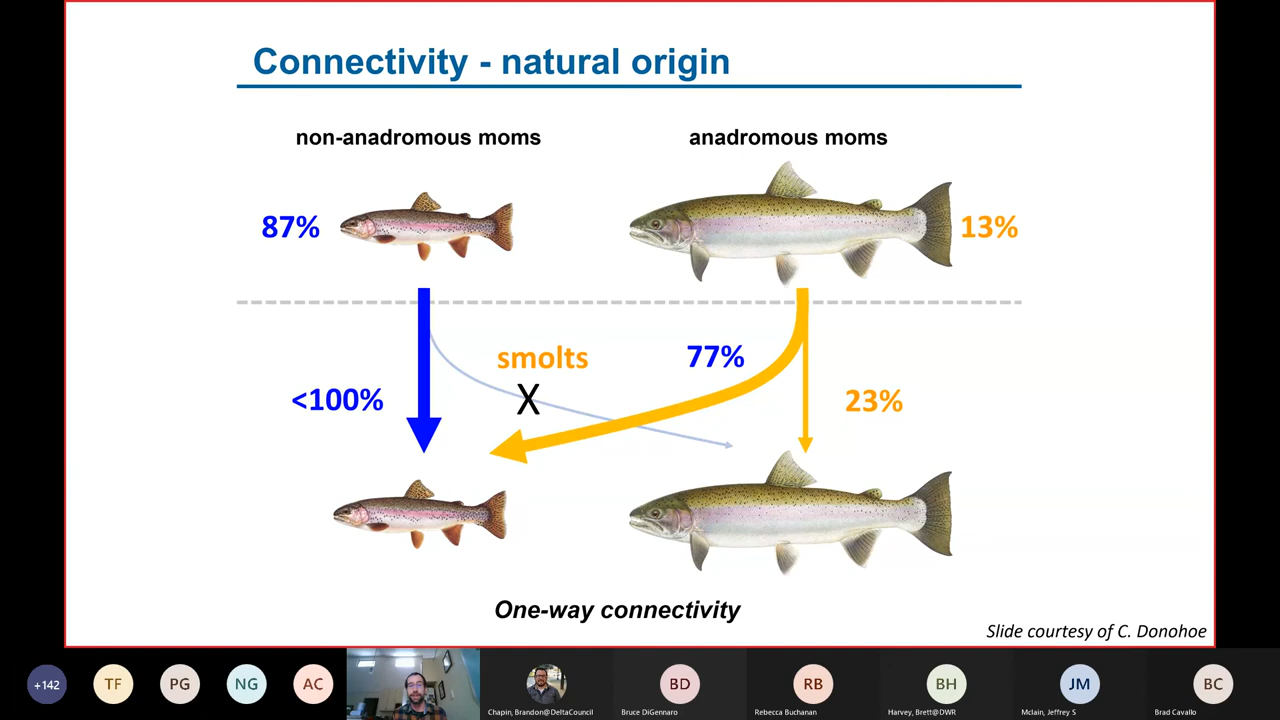 Connectivity - natural origin
non-anadromous moms
anadromous moms
87%
13%
smolts
77%
X
<100%
23%
One-way connectivity
Slide courtesy of C. Donohoe
+142
TF
PG
NG
AC
BD
RB
BH
JM
BC
Chapin, Brandon@DeltaCouncil
Bruce DiGennaro
Rebecca Buchanan
Harvey, Brett@DWR
Mclain, Jeffrey S
Brad Cavallo